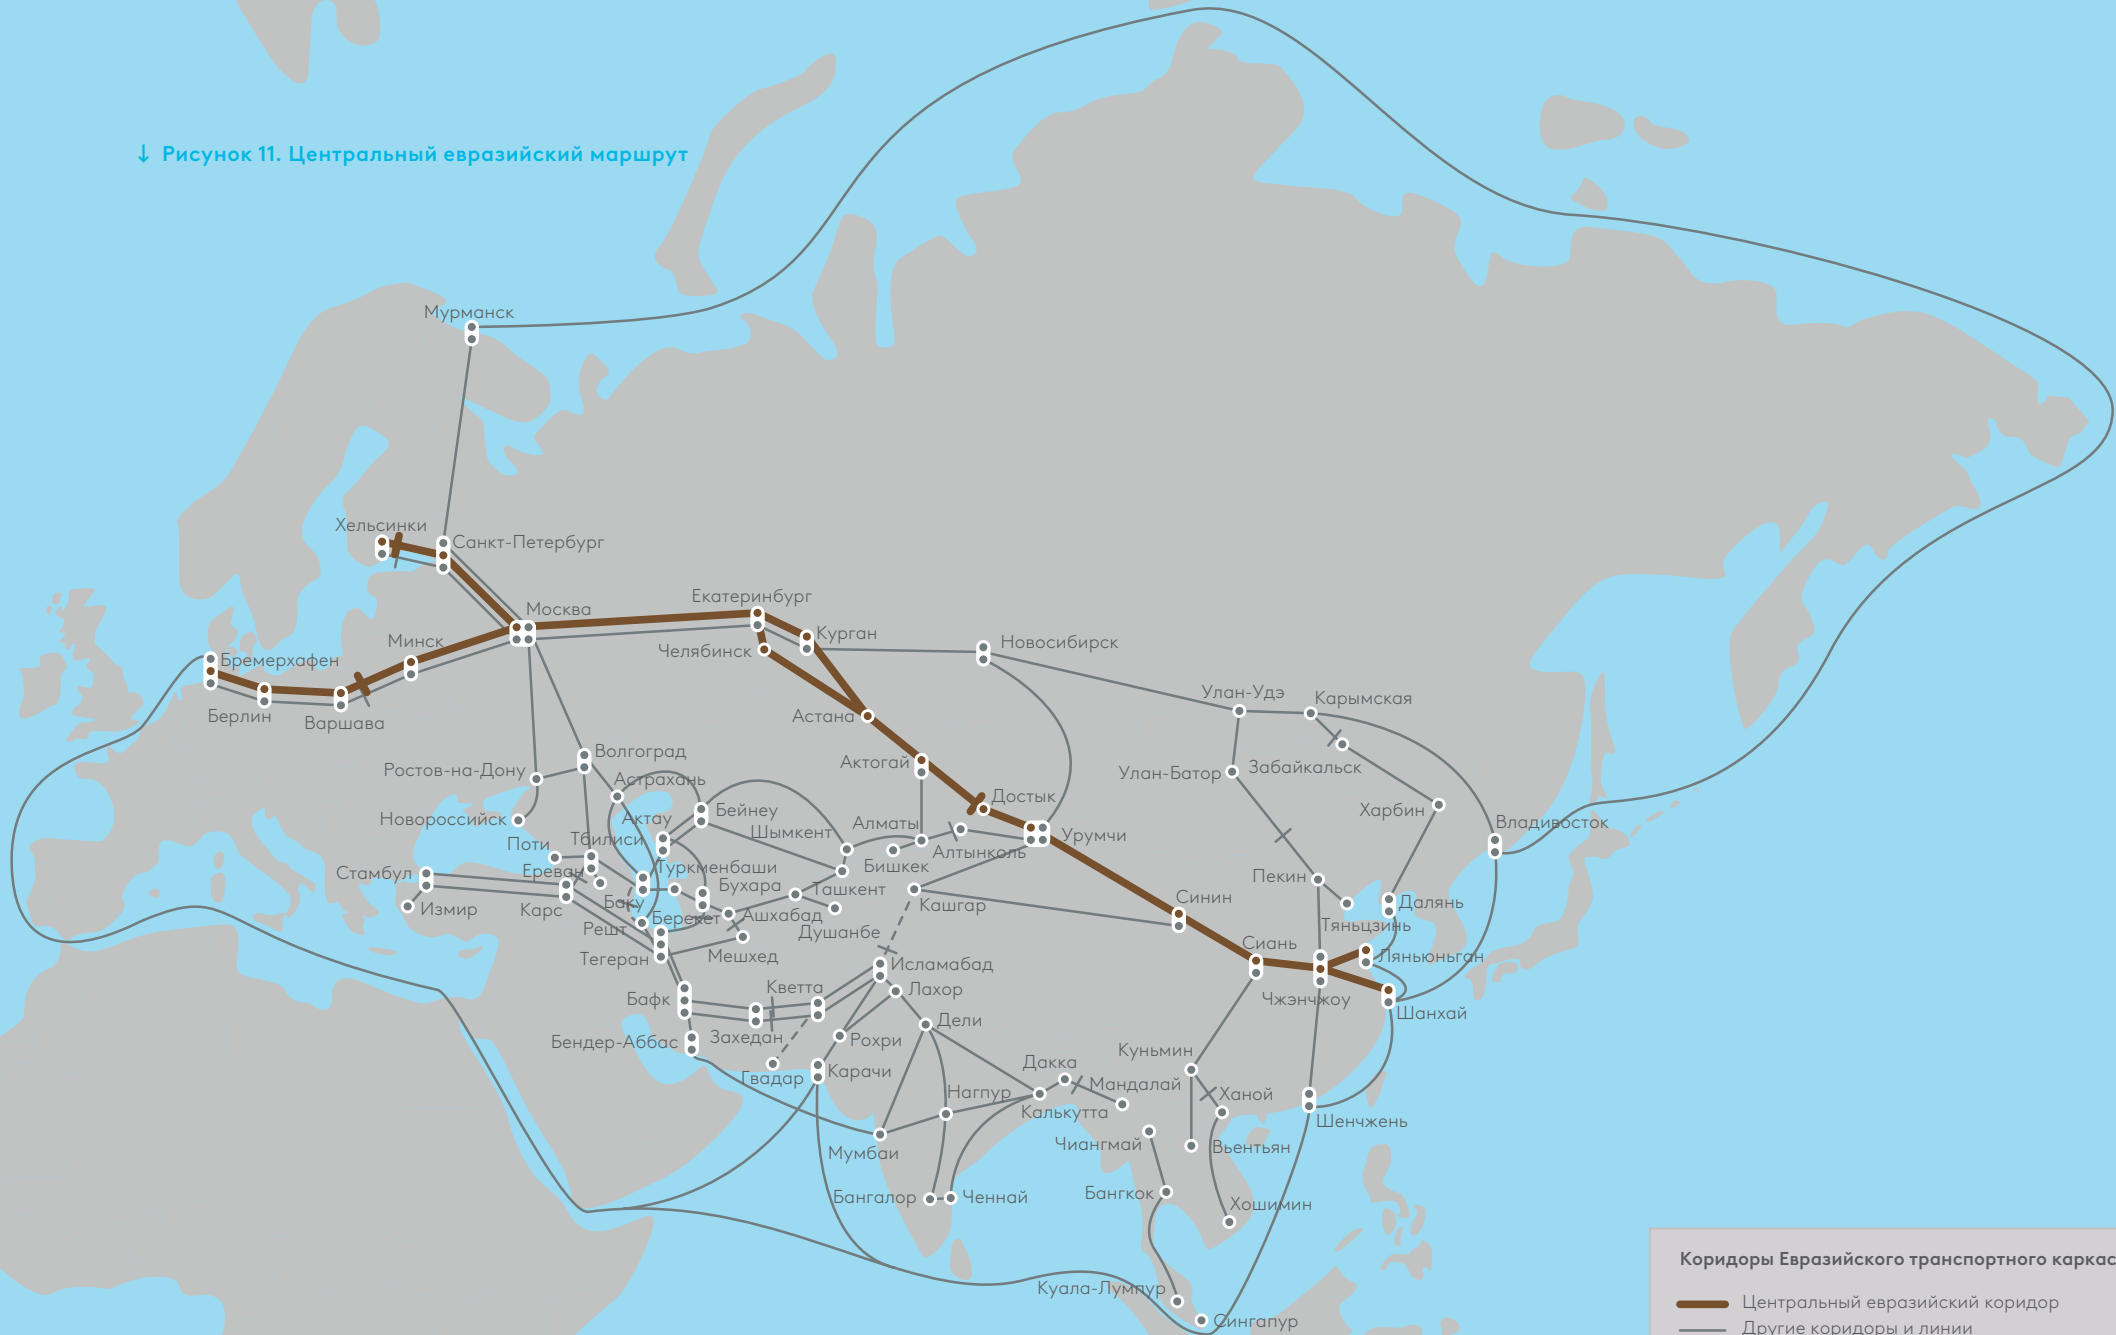 ↓ Рисунок 11. Центральный евразийский маршрут
Мурманск
Хельсинки
Санкт-Петербург
Екатеринбург
Москва
Курган
Минск
Новосибирск
Челябинск
Бремерхафен
Улан-Удэ
Карымская
Берлин
Варшава
Астана
Волгоград
Актогай
Ростов-на-Дону
Улан-Батор
Забайкальск
Астрахань
Достык
Бейнеу
Харбин
Новороссийск
Актау
Алматы
Владивосток
Шымкент
Урумчи
Тбилиси
Поти
Алтынколь
Бишкек
Стамбул
Ереван
Туркменбаши
Пекин
Бухара
Ташкент
Синин
Баку
Далянь
Измир
Карс
Кашгар
Берекет
Ашхабад
Тяньцзинь
Решт
Душанбе
Сиань
Тегеран
Мешхед
Ляньюньган
Исламабад
Кветта
Лахор
Бафк
Чжэнчжоу
Шанхай
Дели
Захедан
Бендер-Аббас
Рохри
Куньмин
Дакка
Карачи
Гвадар
Мандалай
Нагпур
Ханой
Калькутта
Шенчжень
Чиангмай
Вьентьян
Мумбаи
Бангкок
Бангалор
Ченнай
Хошимин
Куала-Лумпур
Сингапур
Коридоры Евразийского транспортного каркас
Центральный евразийский коридор
Другие коридоры и линии